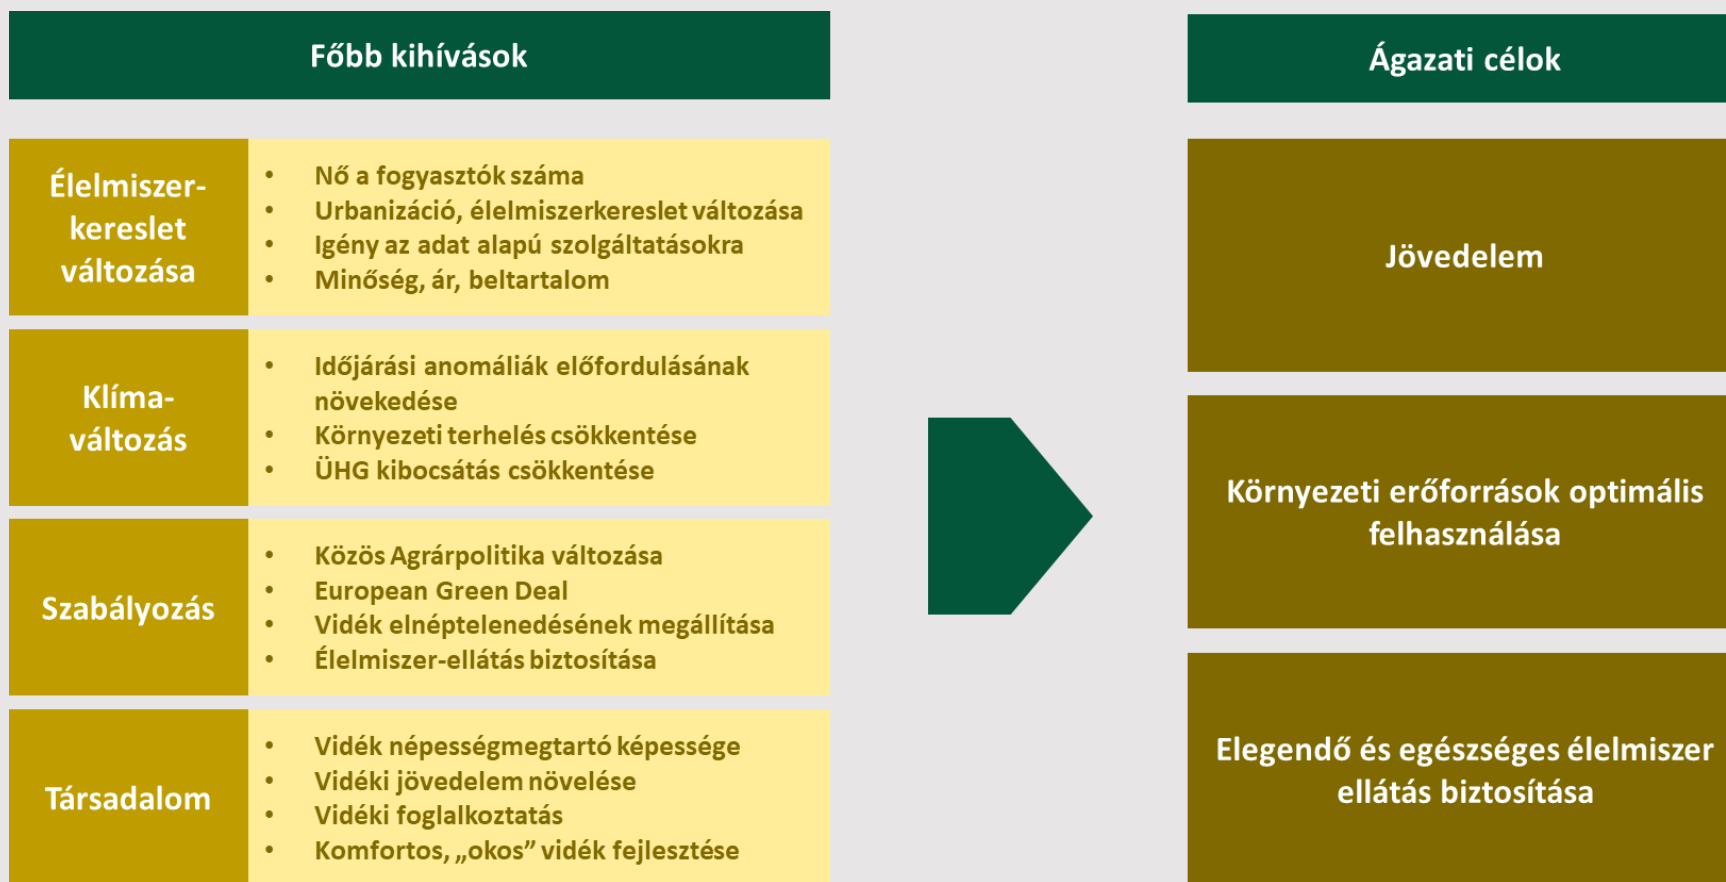 Főbb kihívások
Élelmiszer-
kereslet
változása
• Nő a fogyasztók száma
• Urbanizáció, élelmiszerkereslet változása
• Igény az adat alapú szolgáltatásokra
• Minőség, ár, beltartalom
Klíma-
változás
• Időjárási anomáliák előfordulásának
növekedése
• Környezeti terhelés csökkentése
• ÜHG kibocsátás csökkentése
Szabályozás
• Közös Agrárpolitika változása
• European Green Deal
• Vidék elnéptelenedésének megállítása
• Élelmiszer-ellátás biztosítása
Társadalom
• Vidék népességmegtartó képessége
• Vidéki jövedelem növelése
• Vidéki foglalkoztatás
• Komfortos, „okos” vidék fejlesztése
Ágazati célok
Jövedelem
Környezeti erőforrások optimális
felhasználása
Elegendő és egészséges élelmiszer
ellátás biztosítása